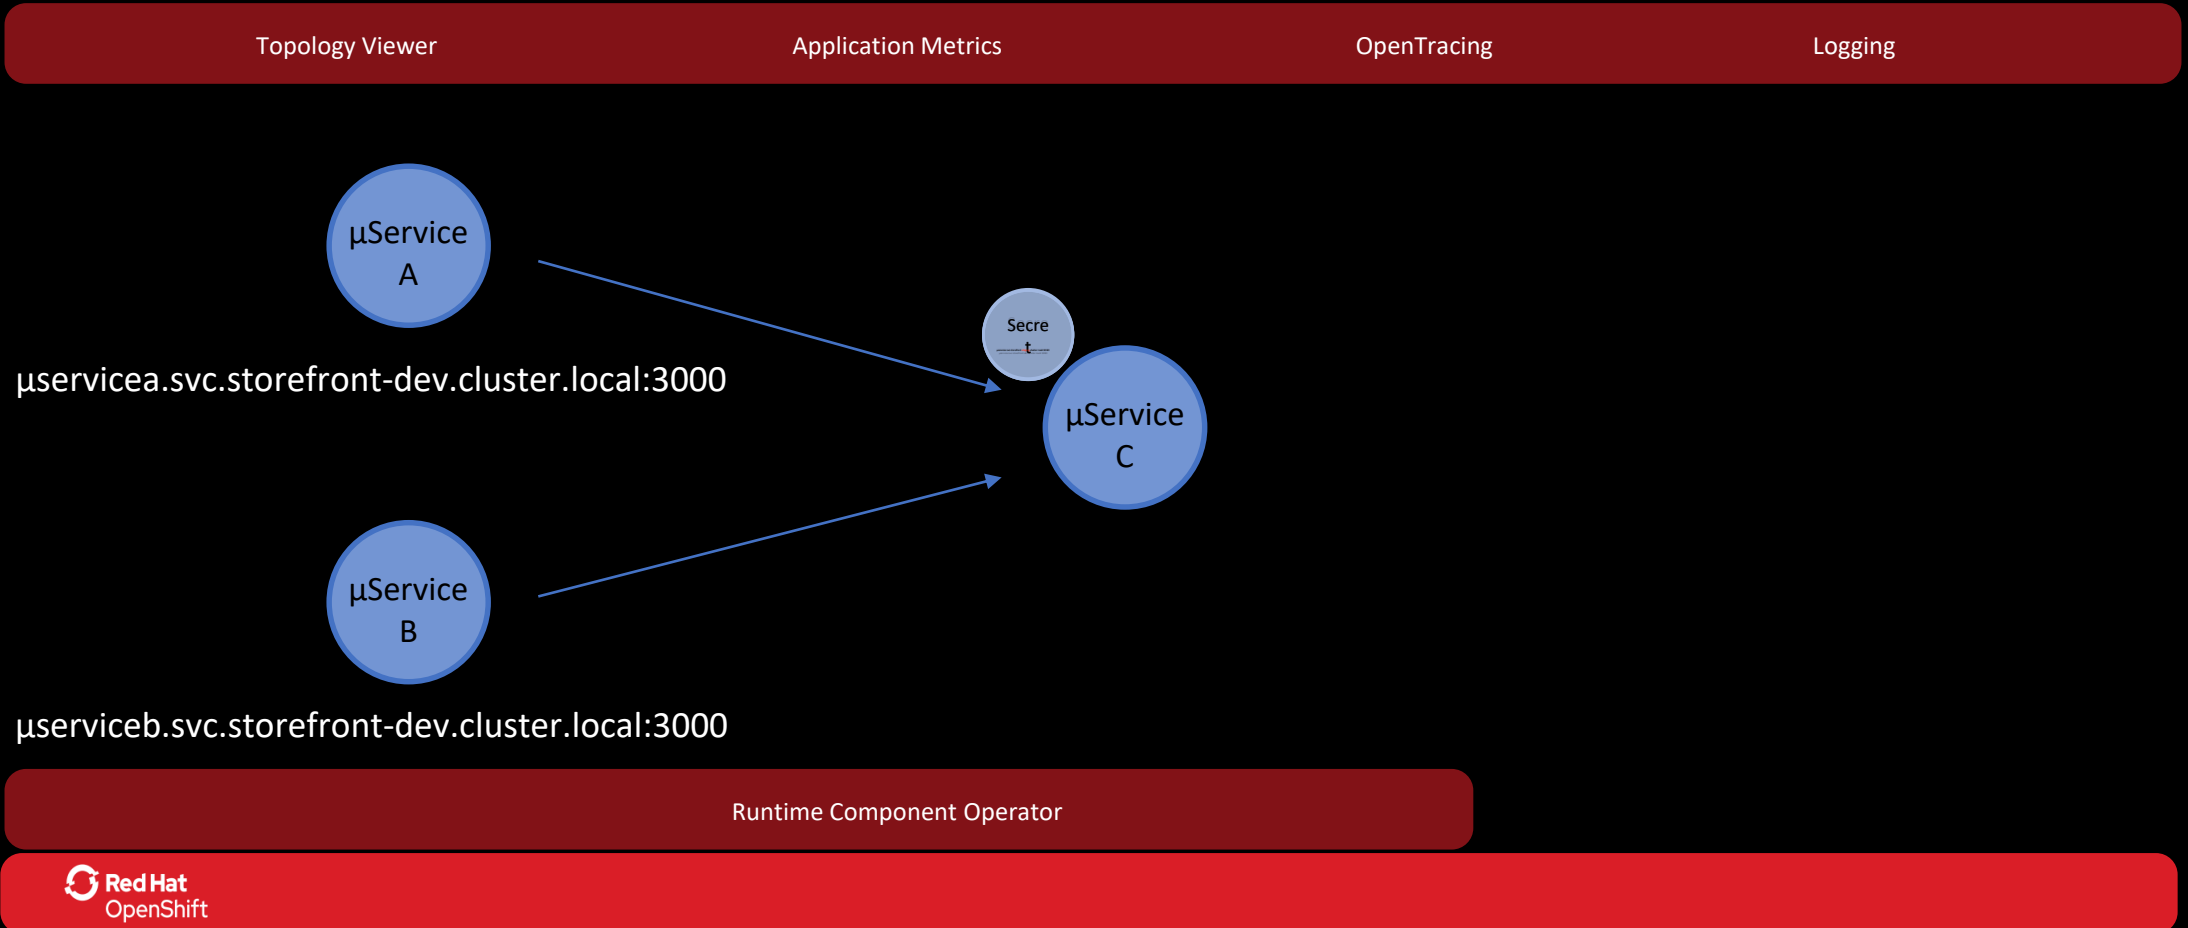 Topology Viewer Application Metrics OpenTracing Logging
µService
A
Secre
t
µservicea.svc.storefront-dev.cluster.local:3000
µService
C
µService
B
µserviceb.svc.storefront-dev.cluster.local:3000
Runtime Component Operator
Red Hat
OpenShift